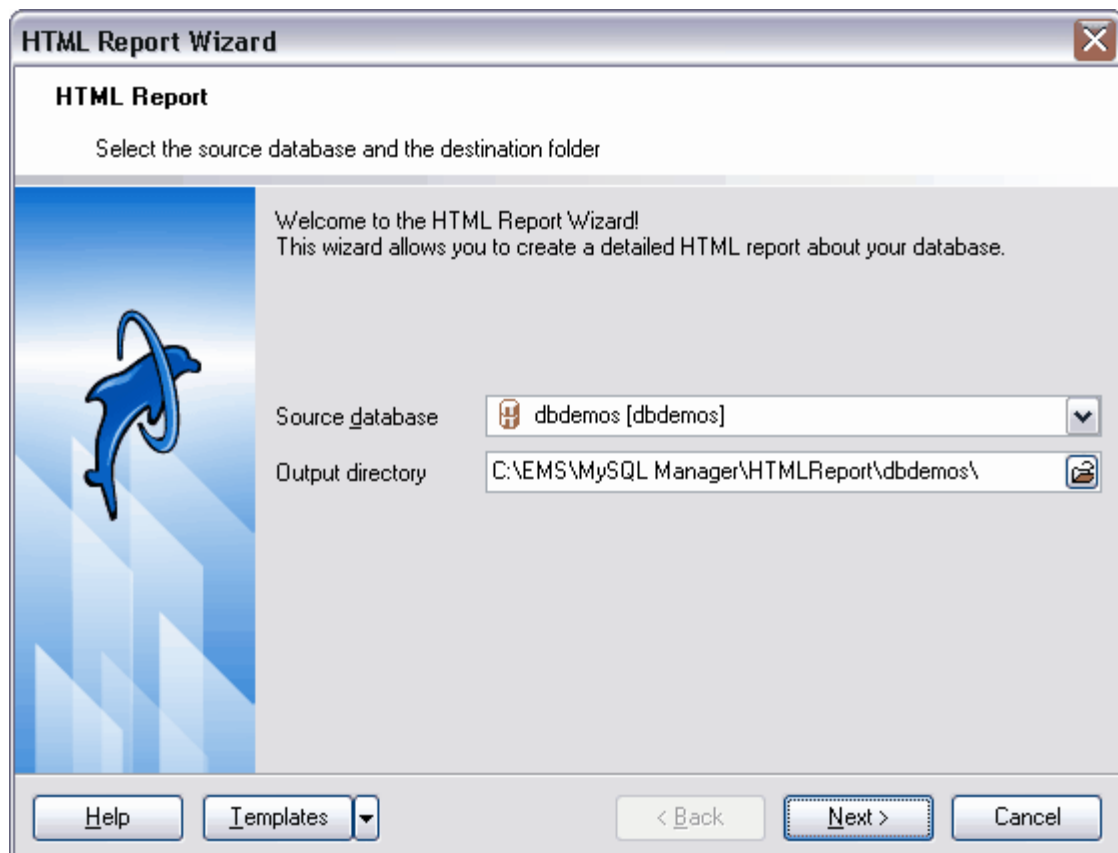 HTML Report Wizard
HTML Report
Select the source database and the destination folder
Welcome to the HTML Report Wizard!
This wizard allows you to create a detailed HTML report about your database.
Source database
dbdemos [dbdemos]
Output directory
C:\EMS\MySQL Manager\HTMLReport\dbdemos\
Help
Templates
< Back
Next >
Cancel